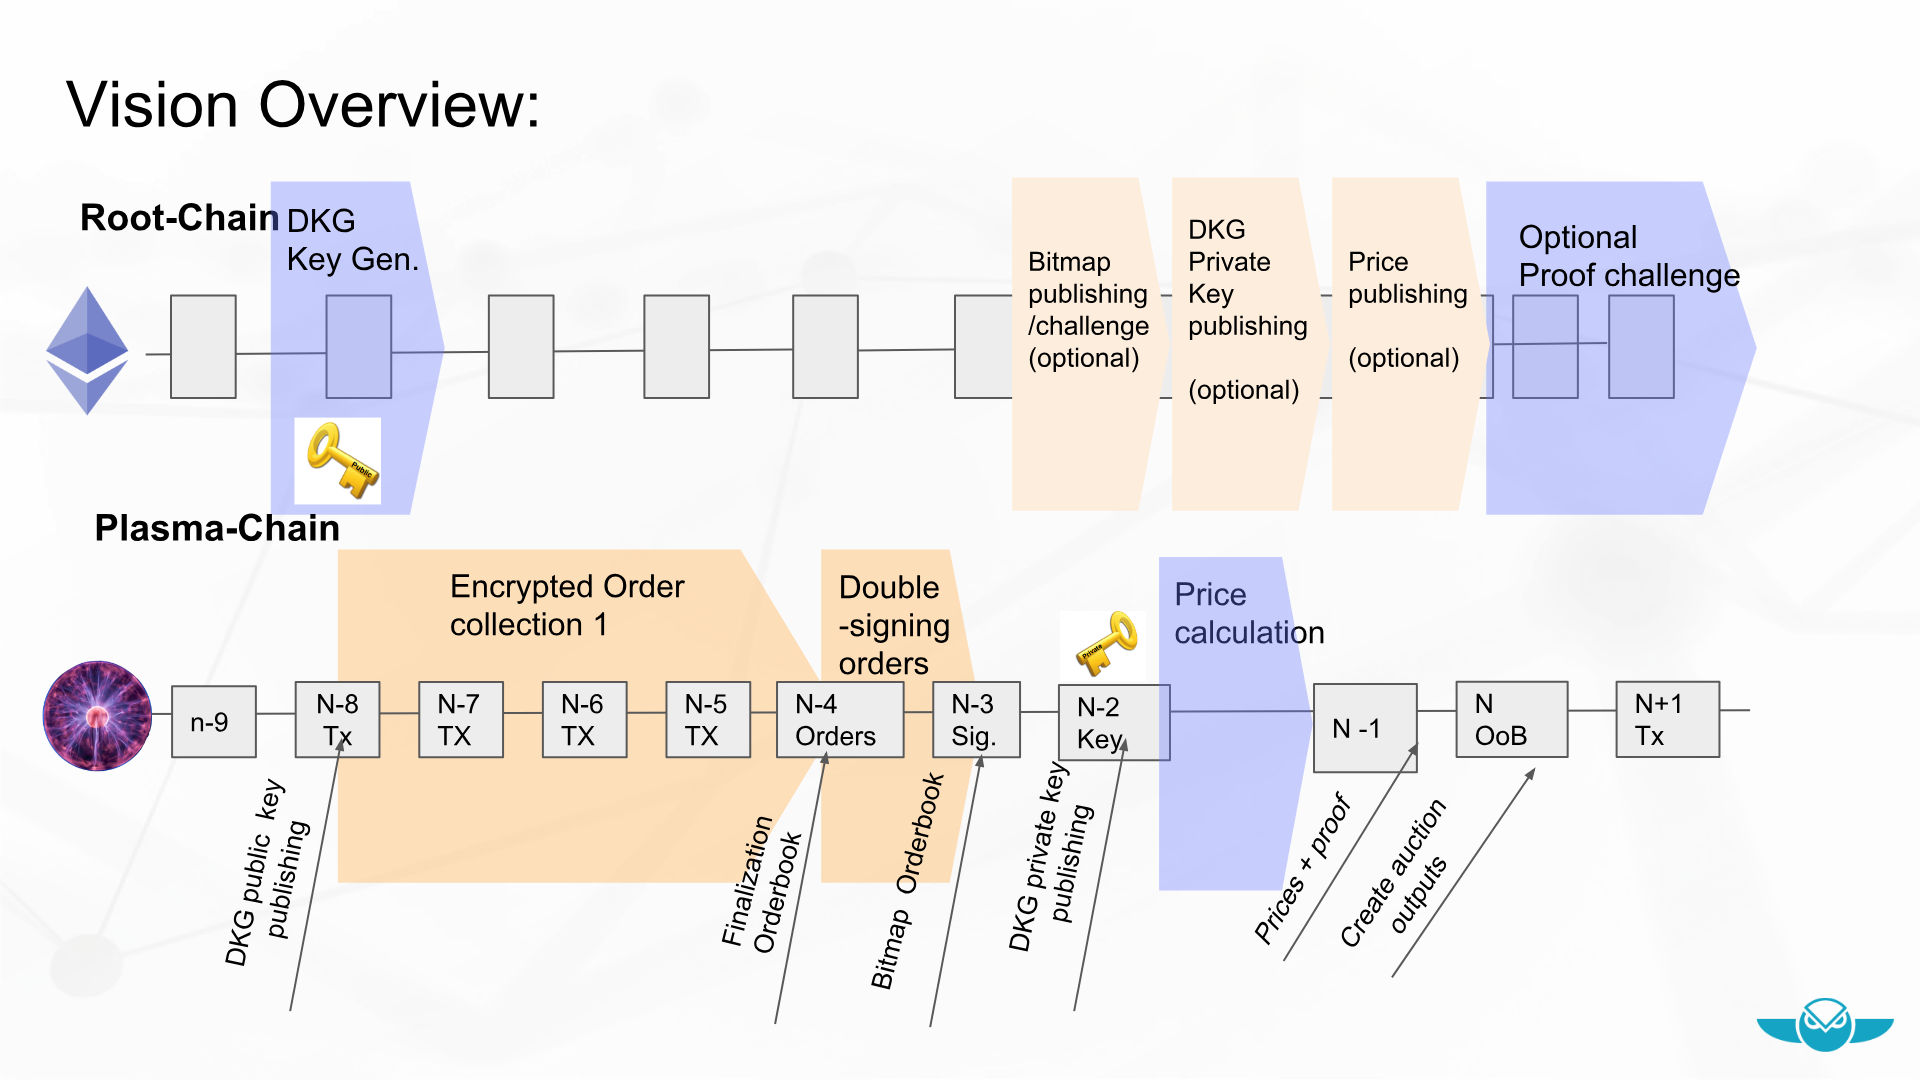 Vision Overview:
Root-Chain
DKG
Key Gen.
Bitmap
publishing
/challenge
(optional)
DKG
Private
Key
publishing
(optional)
Price
publishing
(optional)
Optional
Proof challenge
Public
Plasma-Chain
Encrypted Order
collection 1
Double
-signing
orders
Private
Price
calculation
n-9
N-8
Tx
N-7
TX
N-6
TX
N-5
TX
N-4
Orders
N-3
Sig.
N-2
Key
N -1
N
OoB
N+1
Tx
DKG public key
publishing
Finalization
Orderbook
Bitmap Orderbook
DKG private key
publishing
Prices + proof
Create auction
outputs